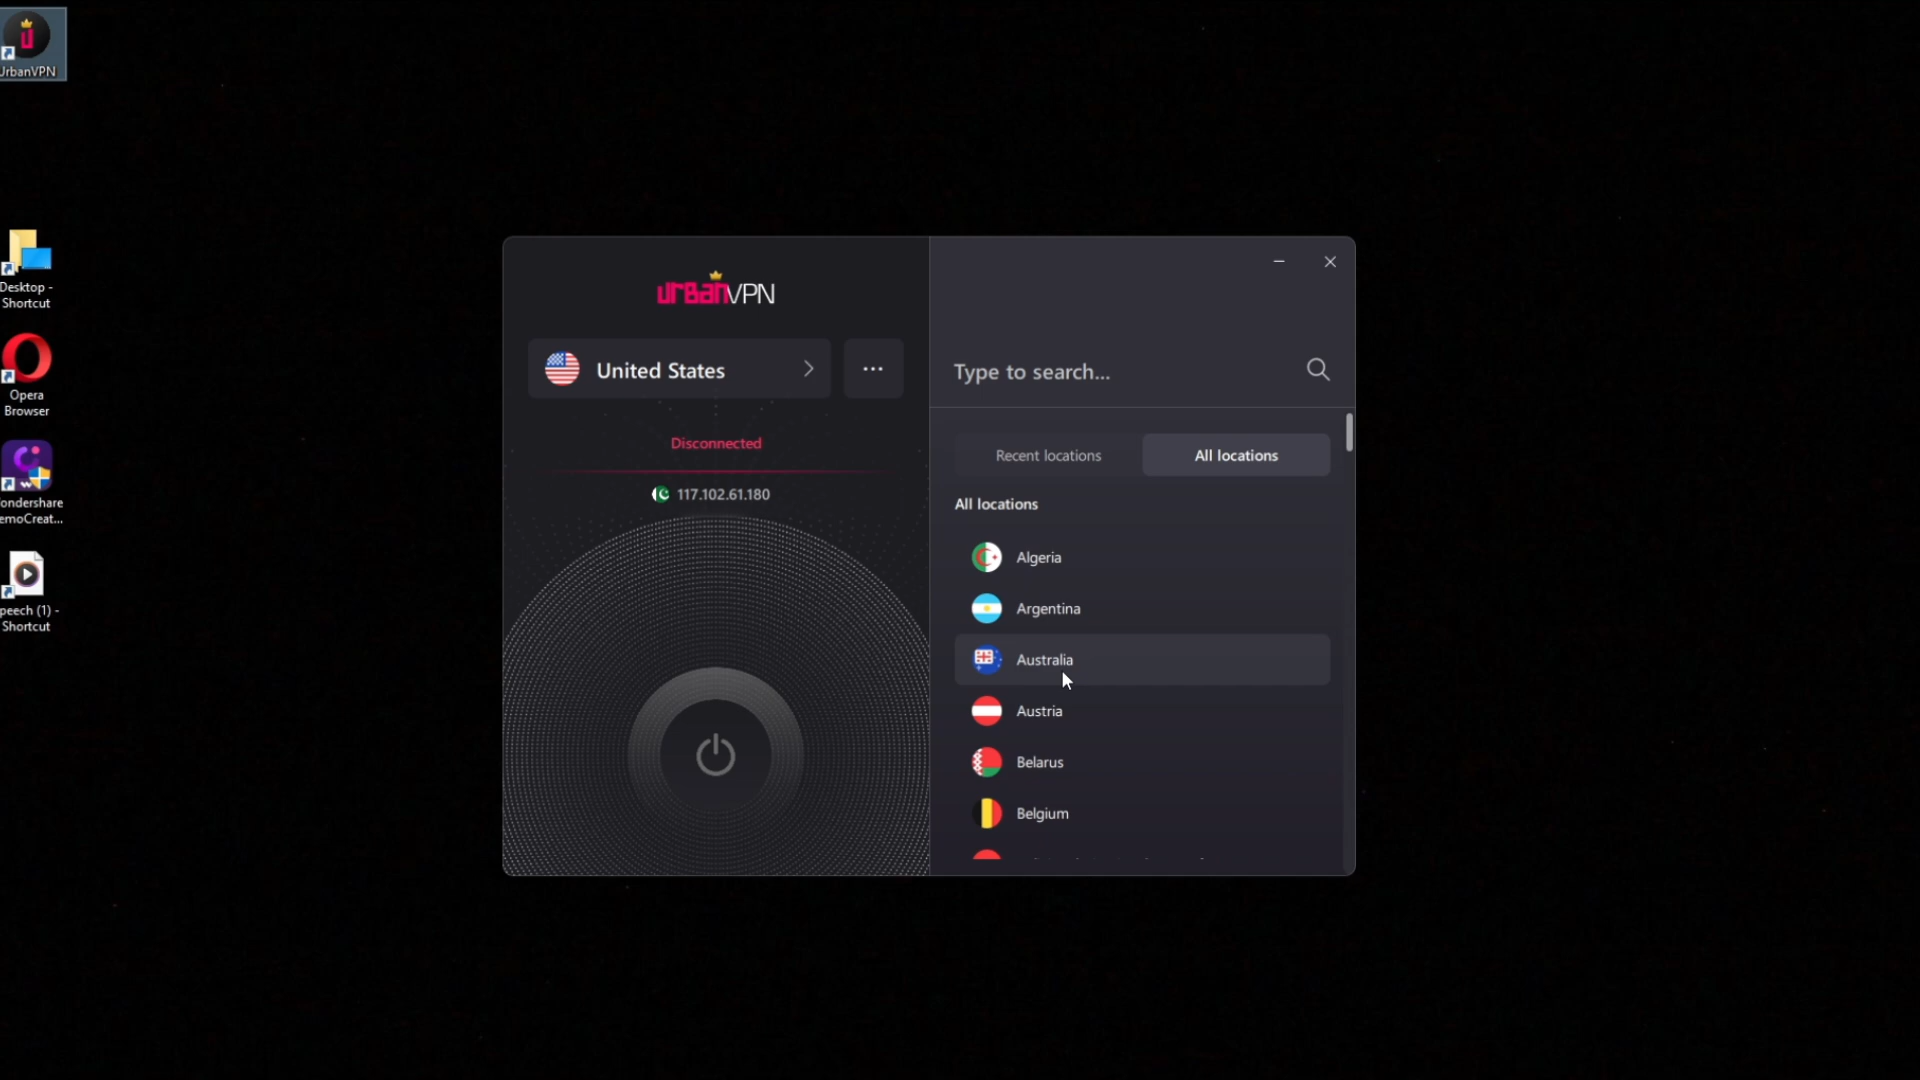 UrbanVPN
Desktop -
Shortcut
Opera
Browser
ondershare
emoCreat...
peech (1) -
Shortcut
urbanVPN
United States
...
Disconnected
117.102.61.180
Type to search...
Recent locations
All locations
All locations
Algeria
Argentina
Australia
Austria
Belarus
Belgium